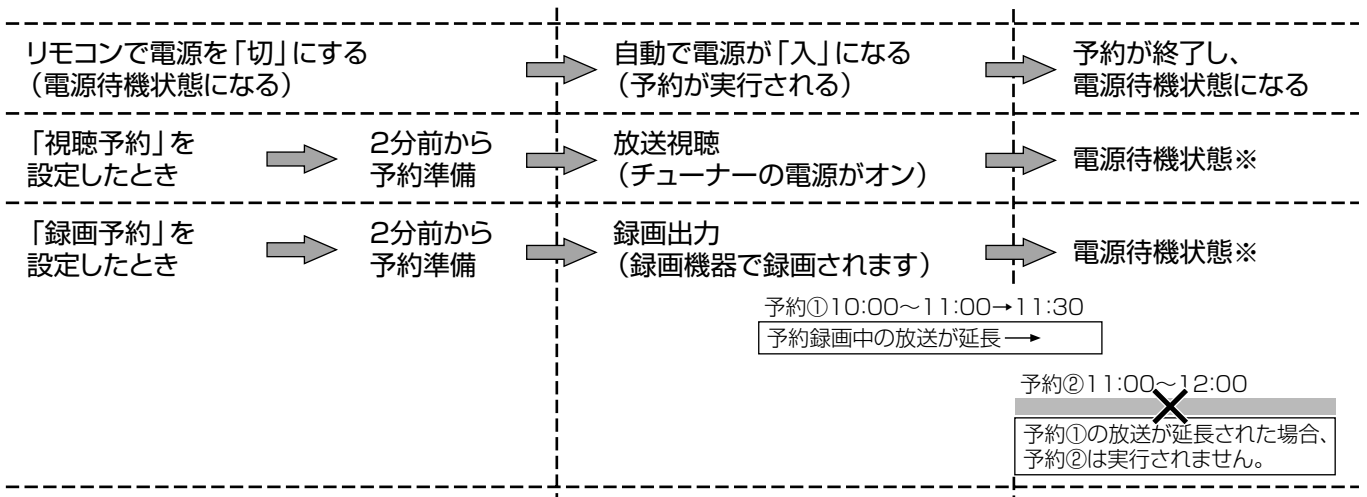 リモコンで電源を「切」にする
（電源待機状態になる）
自動で電源が「入」になる
（予約が実行される）
予約が終了し、
電源待機状態になる
「視聴予約」を
設定したとき
2分前から
予約準備
放送視聴
（チューナーの電源がオン）
電源待機状態※
「録画予約」を
設定したとき
2分前から
予約準備
録画出力
（録画機器で録画されます）
電源待機状態※
予約①10:00〜11:00→11:30
予約録画中の放送が延長→
予約②11:00〜12:00
予約①の放送が延長された場合、
予約②は実行されません。